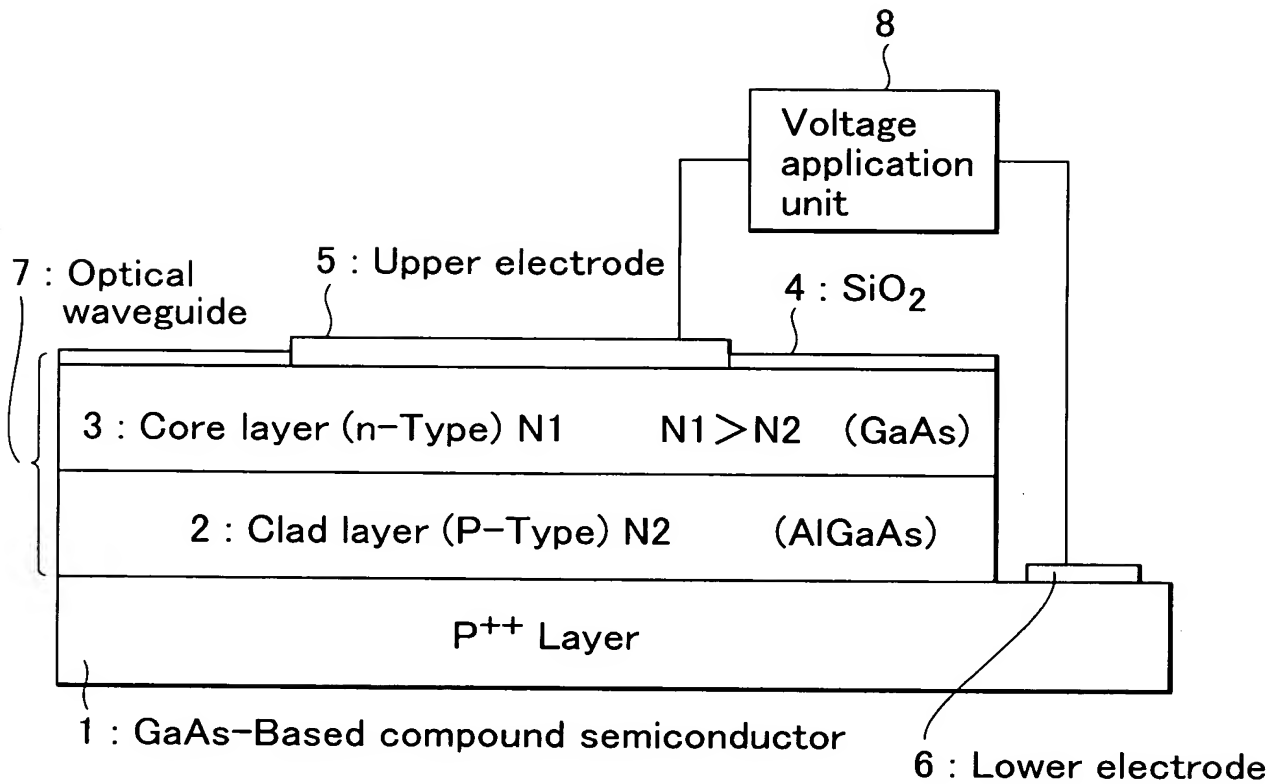 8
Voltage
application
unit
5 : Upper electrode
7 : Optical
waveguide
4 : SiO2
3 : Core layer (n-Type) N1 N1>N2 (GaAs)
2 : Clad layer (P-Type) N2 (AlGaAs)
P++ Layer
1 : GaAs-Based compound semiconductor
6 : Lower electrode